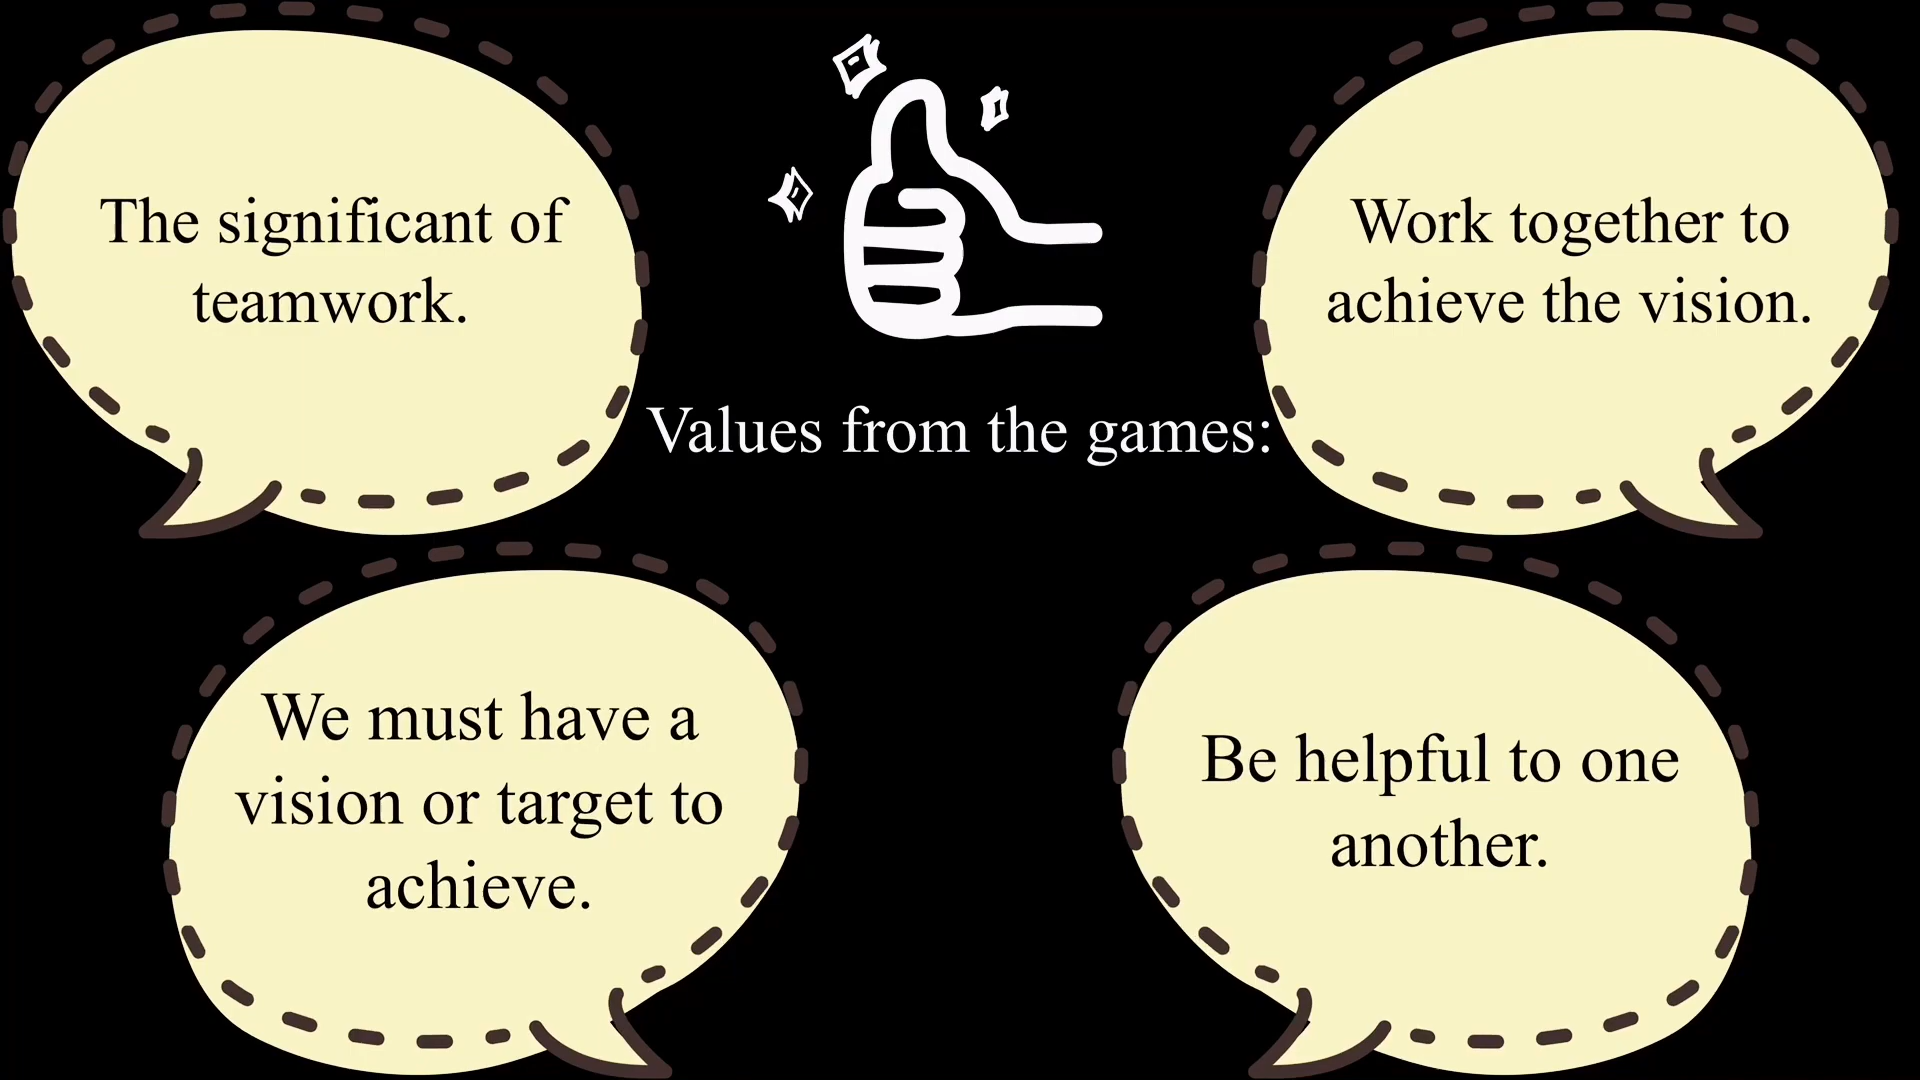 The significant of
teamwork.
Work together to
achieve the vision.
Values from the games:
We must have a
vision or target to
achieve.
Be helpful to one
another.